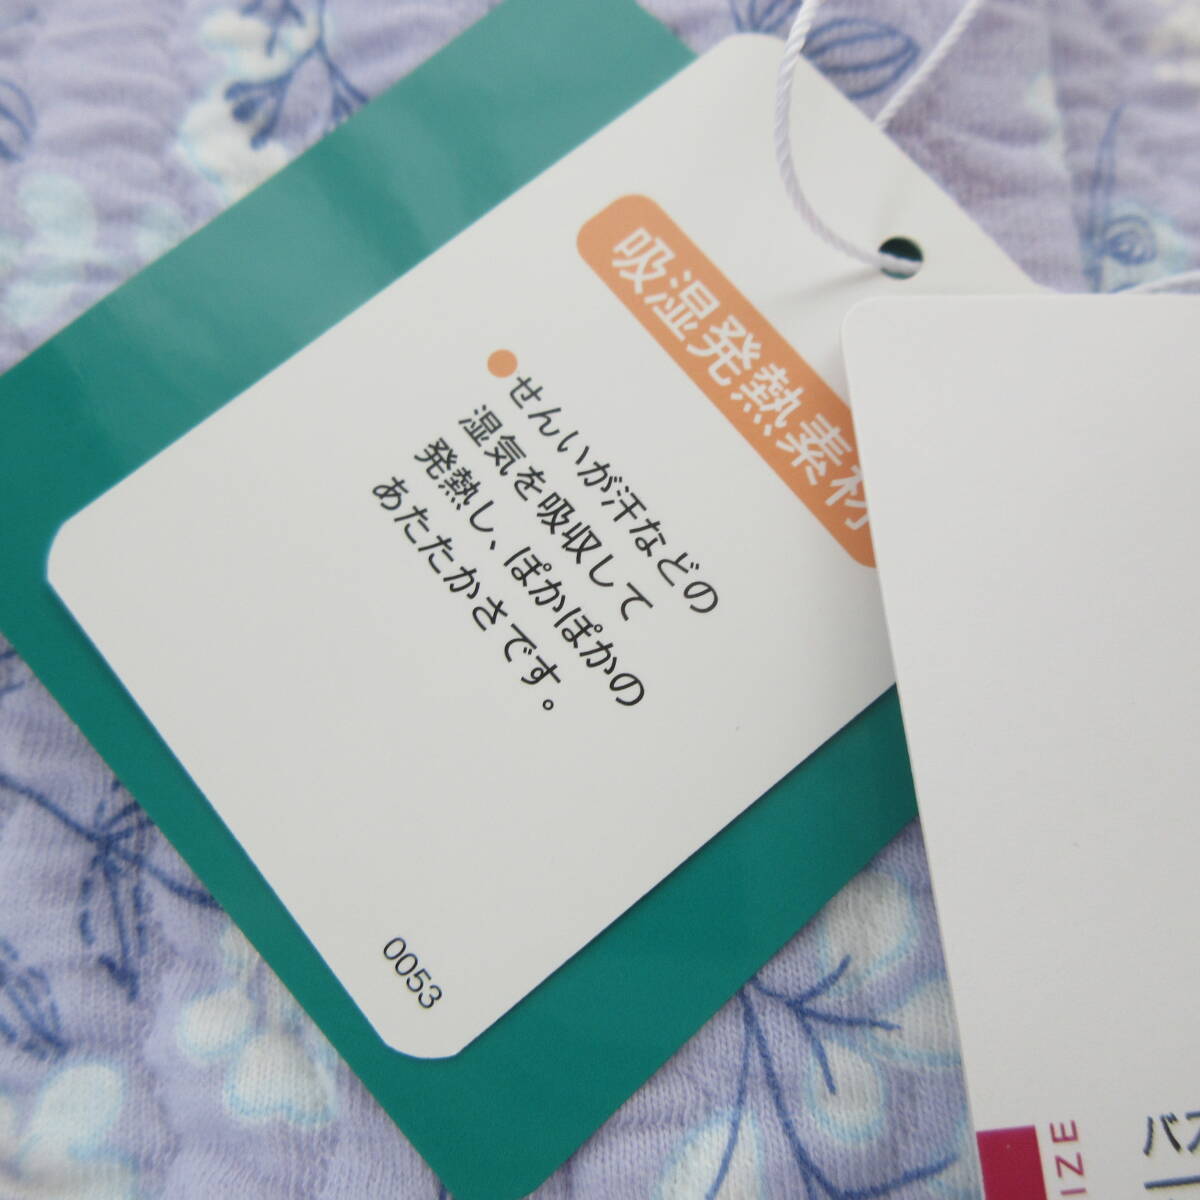 吸湿発熱素材
●せんいが汗などの
湿気を吸収して
発熱し、ぽかぽかの
あたたかさです。
0053
IZE
バス